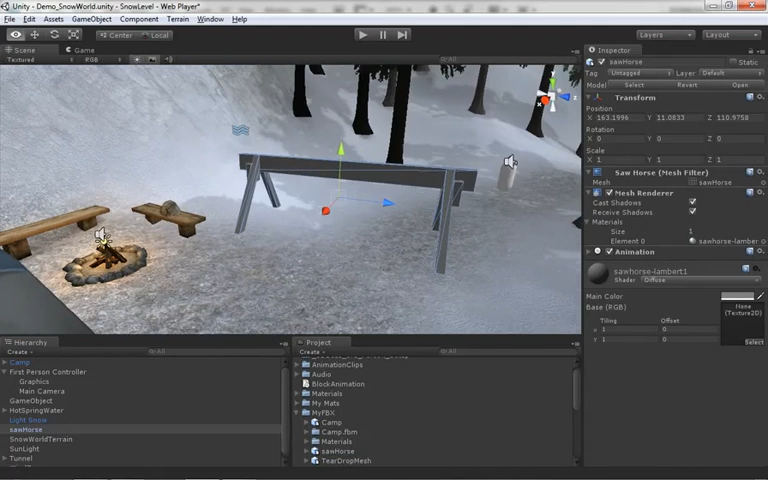 Unity - Demo_SnowWorld.unity - SnowLevel - Web Player*
File Edit Assets GameObject Component Terrain Window Help
Center Local
Layers Layout
Scene Game
Textured RGB All
Inspector
sawHorse Static
Tag Untagged Layer Default
Model Select Revert Open
Transform
Position
X 163.1996 Y 11.0833 Z 110.9758
Rotation
X 0 Y 0 Z 0
Scale
X 1 Y 1 Z 1
Saw Horse (Mesh Filter)
Mesh sawHorse
Mesh Renderer
Cast Shadows
Receive Shadows
Materials
Size 1
Element 0 sawhorse-lamber
Animation
sawhorse-lambert1
Shader Diffuse
Main Color
Base (RGB)
None
(Texture2D)
Tiling Offset
x 1 0
y 1 0
Select
Hierarchy
Create All
Camp
First Person Controller
Graphics
Main Camera
GameObject
HotSpringWater
Light Snow
sawHorse
SnowWorldTerrain
SunLight
Tunnel
Project
Create All
AnimationClips
Audio
BlockAnimation
Materials
My Mats
MyFBX
Camp
Camp.fbm
Materials
sawHorse
TearDropMesh